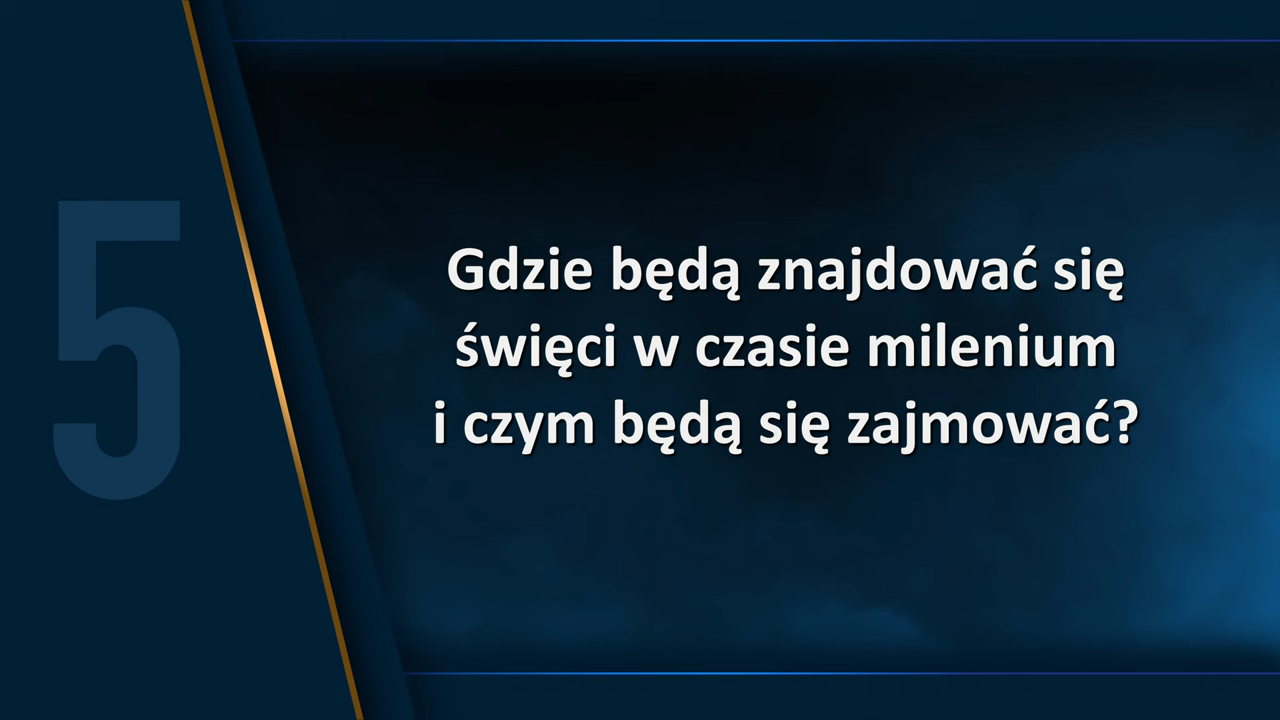 5
Gdzie będą znajdować się
święci w czasie milenium
i czym będą się zajmować?